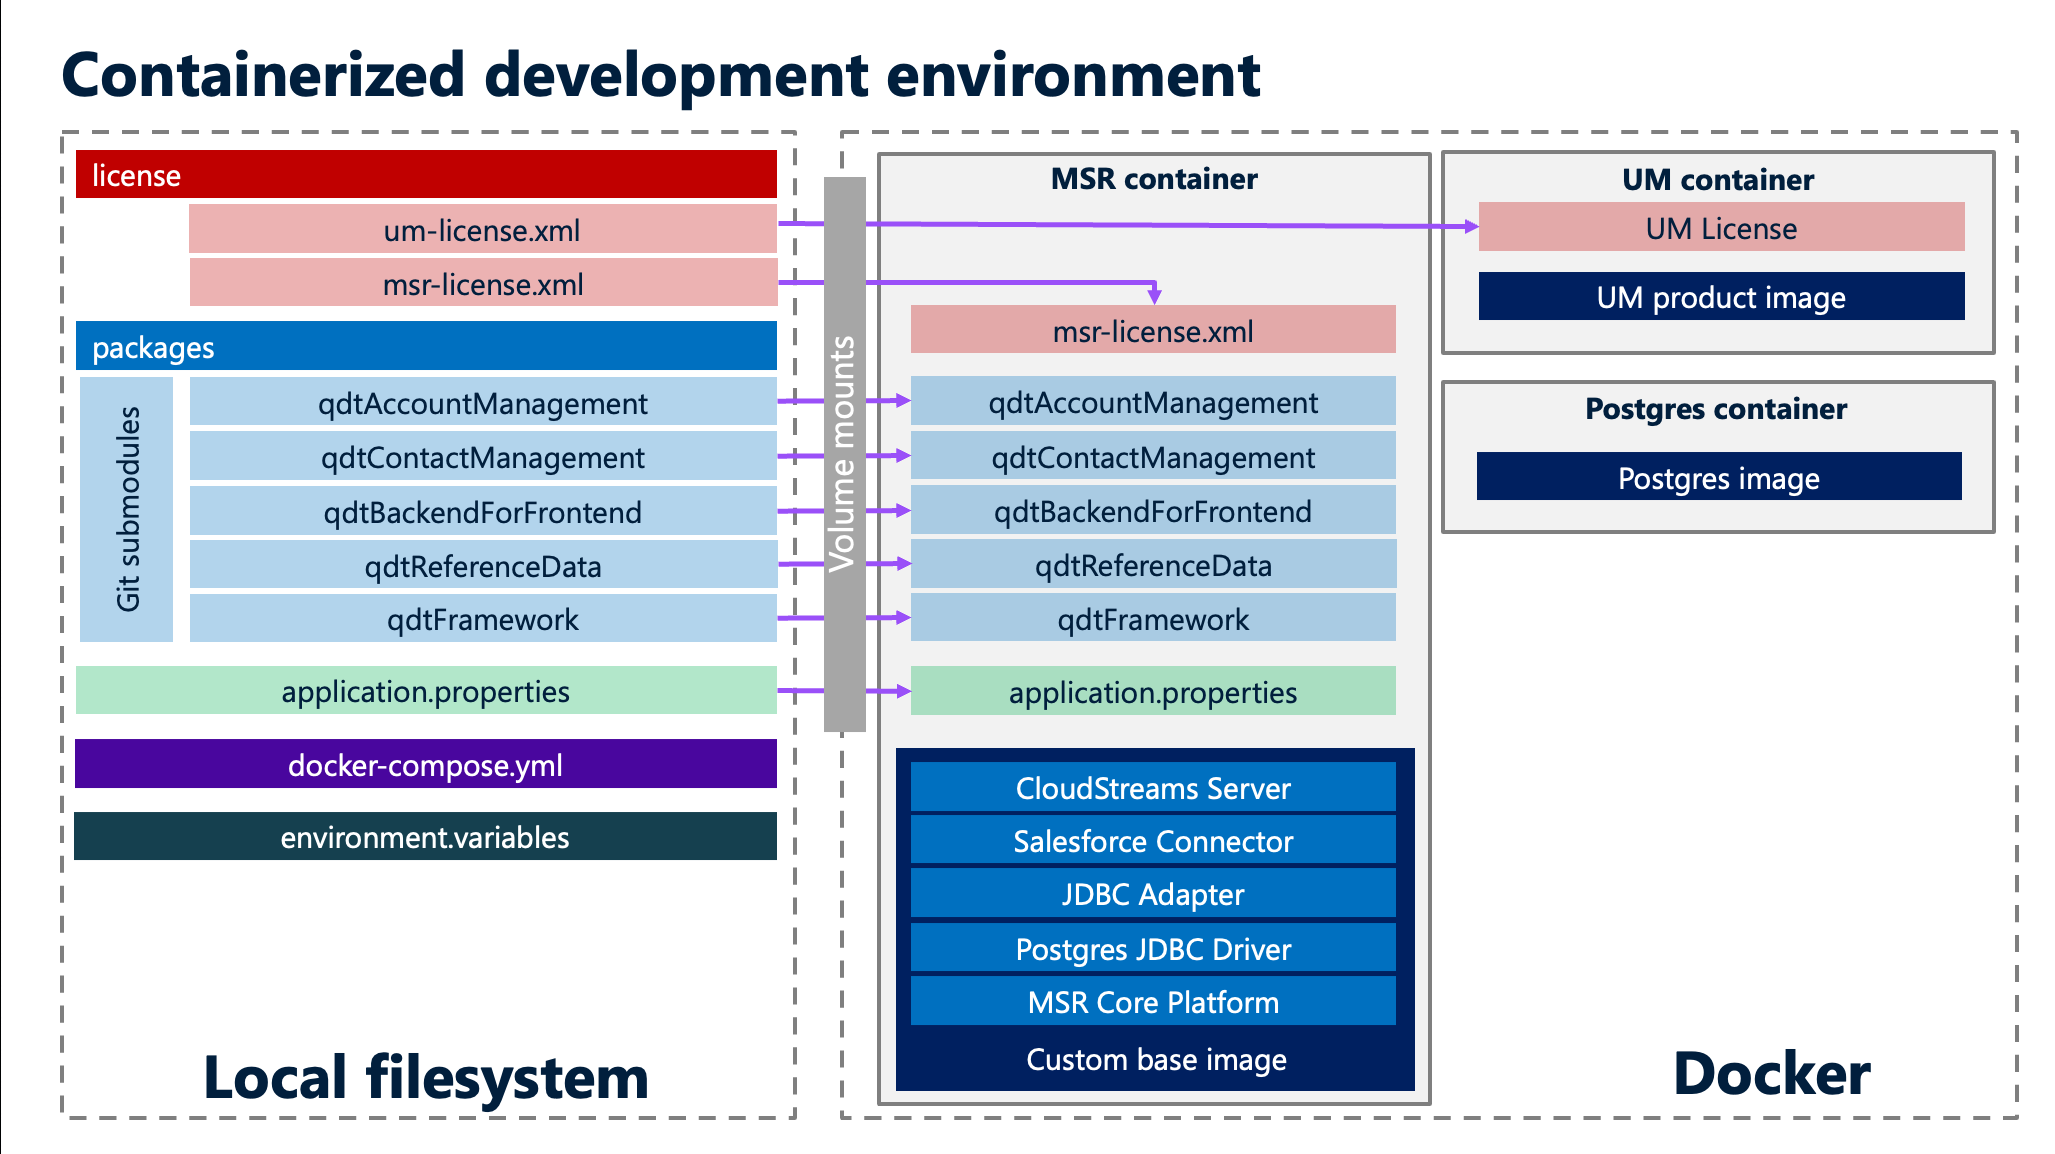 Containerized development environment
license
um-license.xml
msr-license.xml
packages
Git submodules
qdtAccountManagement
qdtContactManagement
qdtBackendForFrontend
qdtReferenceData
qdtFramework
application.properties
docker-compose.yml
environment.variables
Local filesystem
Volume mounts
MSR container
msr-license.xml
qdtAccountManagement
qdtContactManagement
qdtBackendForFrontend
qdtReferenceData
qdtFramework
application.properties
CloudStreams Server
Salesforce Connector
JDBC Adapter
Postgres JDBC Driver
MSR Core Platform
Custom base image
UM container
UM License
UM product image
Postgres container
Postgres image
Docker